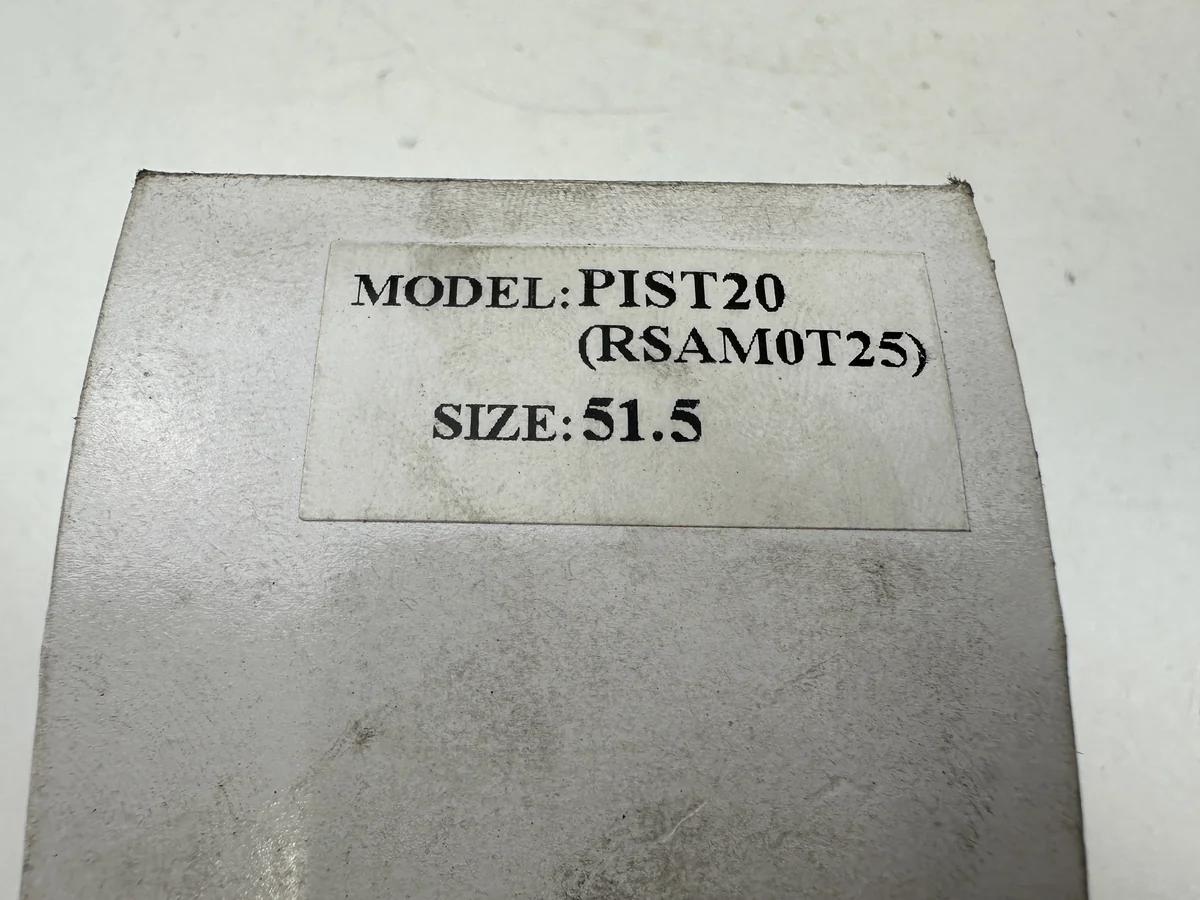 MODEL: PIST20
(RSAM0T25)
SIZE: 51.5